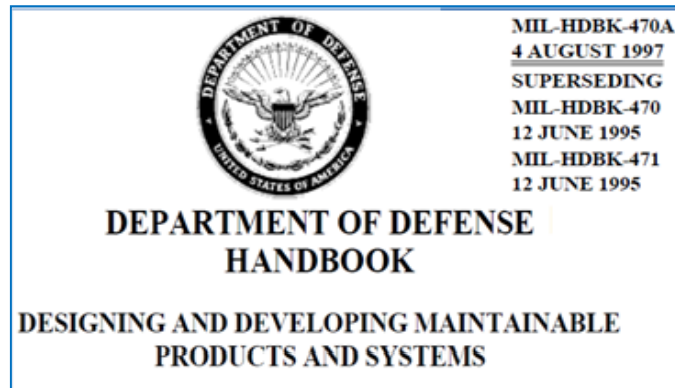 DEPARTMENT OF DEFENSE
UNITED STATES OF AMERICA
MIL-HDBK-470A
4 AUGUST 1997
SUPERSEDING
MIL-HDBK-470
12 JUNE 1995
MIL-HDBK-471
12 JUNE 1995
DEPARTMENT OF DEFENSE
HANDBOOK
DESIGNING AND DEVELOPING MAINTAINABLE
PRODUCTS AND SYSTEMS